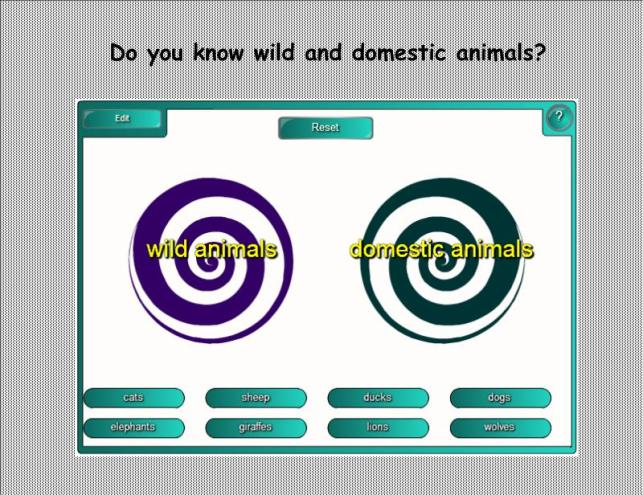 Do you know wild and domestic animals?
Edit
Reset
?
wild animals
domestic animals
cats
sheep
ducks
dogs
elephants
giraffes
lions
wolves